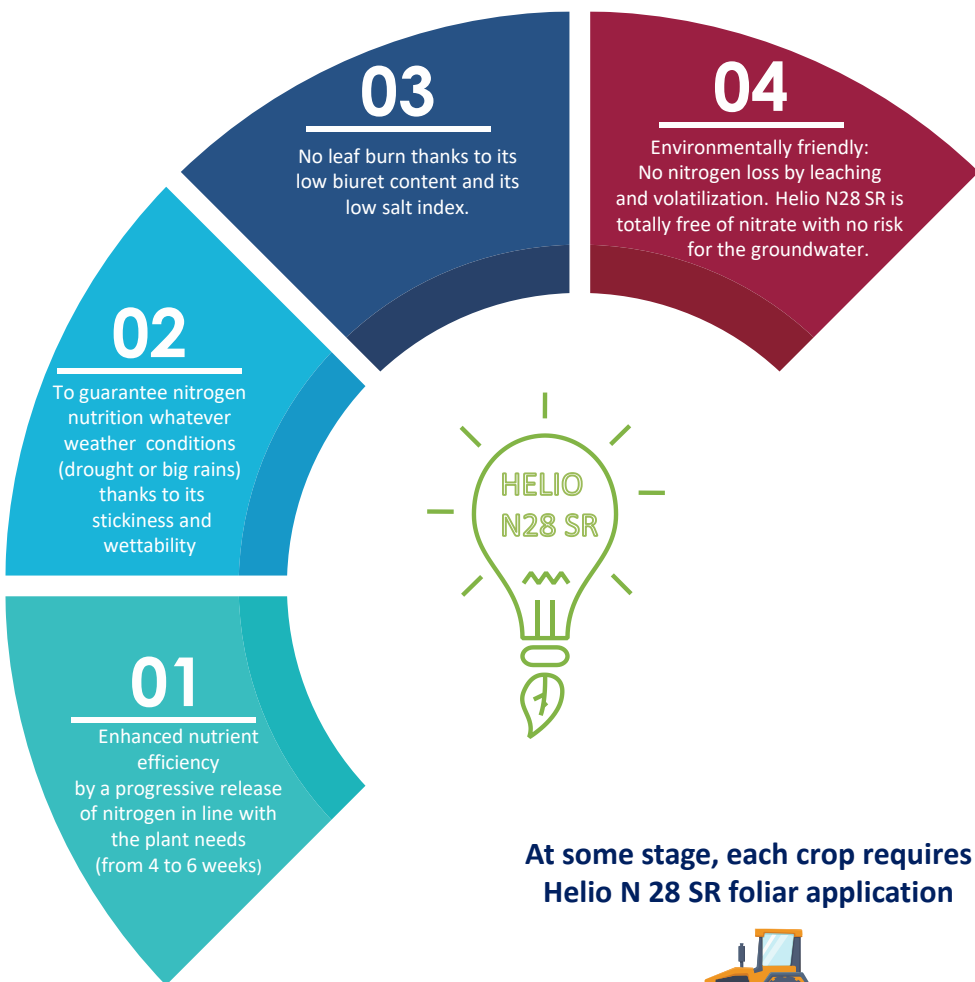 03
No leaf burn thanks to its
low biuret content and its
low salt index.
04
Environmentally friendly:
No nitrogen loss by leaching
and volatilization. Helio N28 SR is
totally free of nitrate with no risk
for the groundwater.
02
To guarantee nitrogen
nutrition whatever
weather conditions
(drought or big rains)
thanks to its
stickiness and
wettability
HELIO
N28 SR
01
Enhanced nutrient
efficiency
by a progressive release
of nitrogen in line with
the plant needs
(from 4 to 6 weeks)
At some stage, each crop requires
Helio N 28 SR foliar application